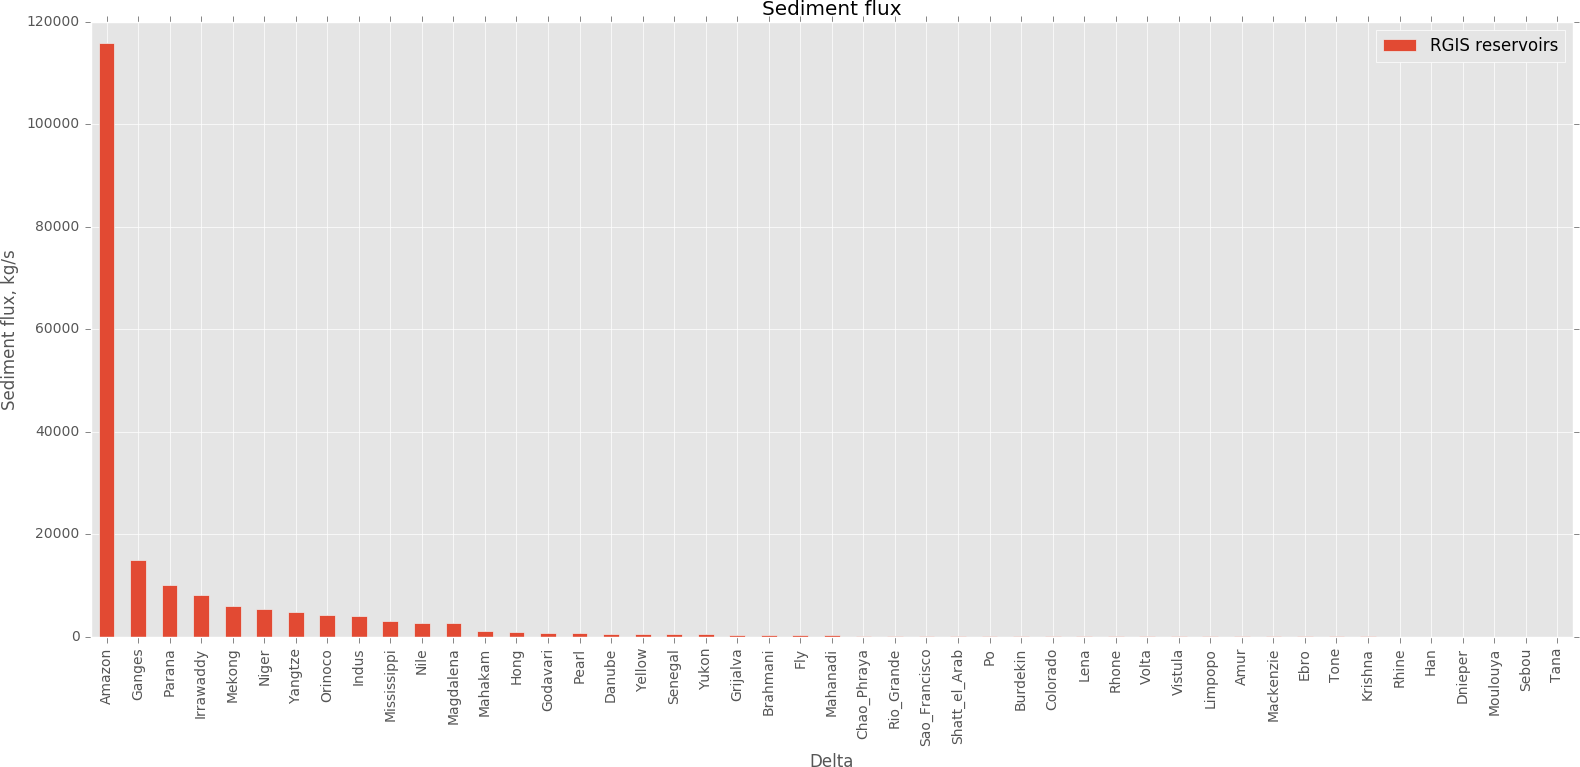 Sediment flux
RGIS reservoirs
Sediment flux, kg/s
120000
100000
80000
60000
40000
20000
0
Amazon
Ganges
Parana
Irrawaddy
Mekong
Niger
Yangtze
Orinoco
Indus
Mississippi
Nile
Magdalena
Mahakam
Hong
Godavari
Pearl
Danube
Yellow
Senegal
Yukon
Grijalva
Brahmani
Fly
Mahanadi
Chao_Phraya
Rio_Grande
Sao_Francisco
Shatt_el_Arab
Po
Burdekin
Colorado
Lena
Rhone
Volta
Vistula
Limpopo
Amur
Mackenzie
Ebro
Tone
Krishna
Rhine
Han
Dnieper
Moulouya
Sebou
Tana
Delta